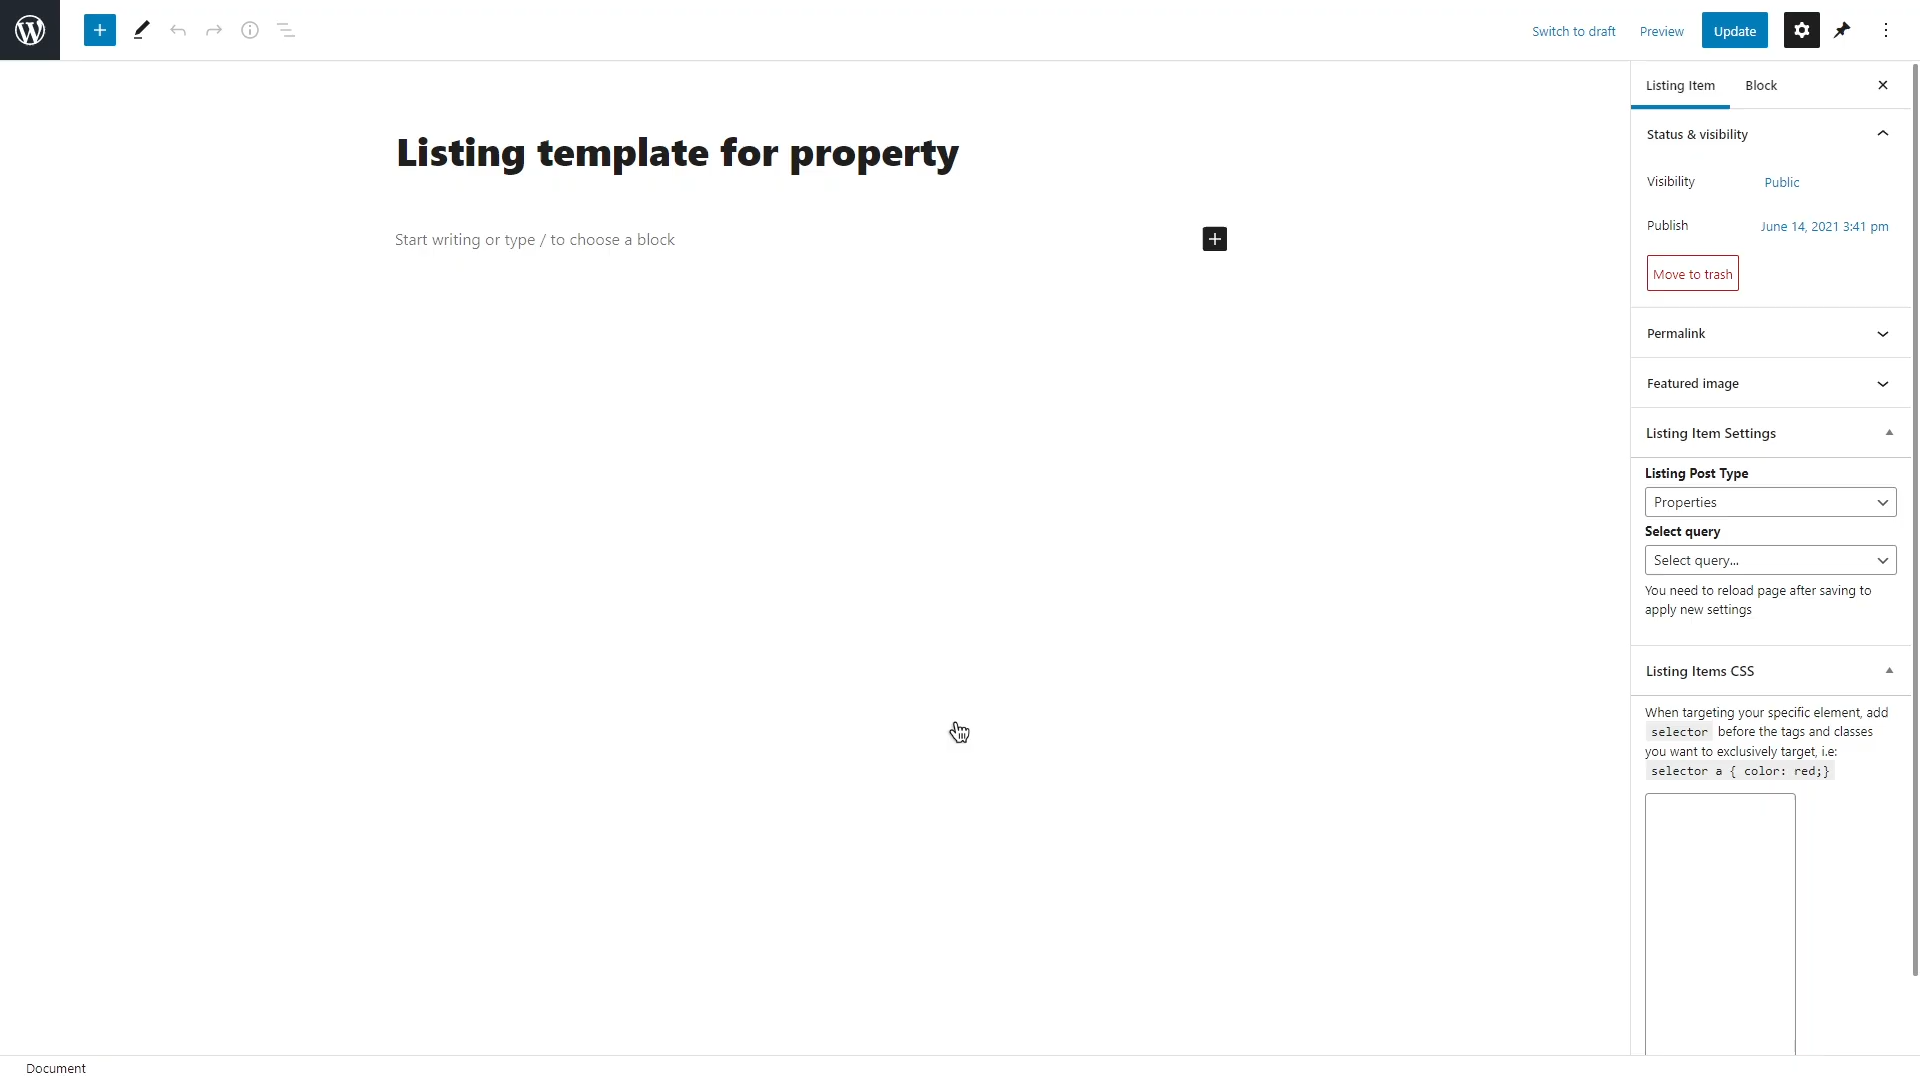 Switch to draft
Preview
Update
Listing Item
Block
Listing template for property
Start writing or type / to choose a block
Status & visibility
Visibility
Public
Publish
June 14, 2021 3:41 pm
Move to trash
Permalink
Featured image
Listing Item Settings
Listing Post Type
Properties
Select query
Select query...
You need to reload page after saving to
apply new settings
Listing Items CSS
When targeting your specific element, add
selector before the tags and classes
you want to exclusively target, i.e:
selector a { color: red;}
Document